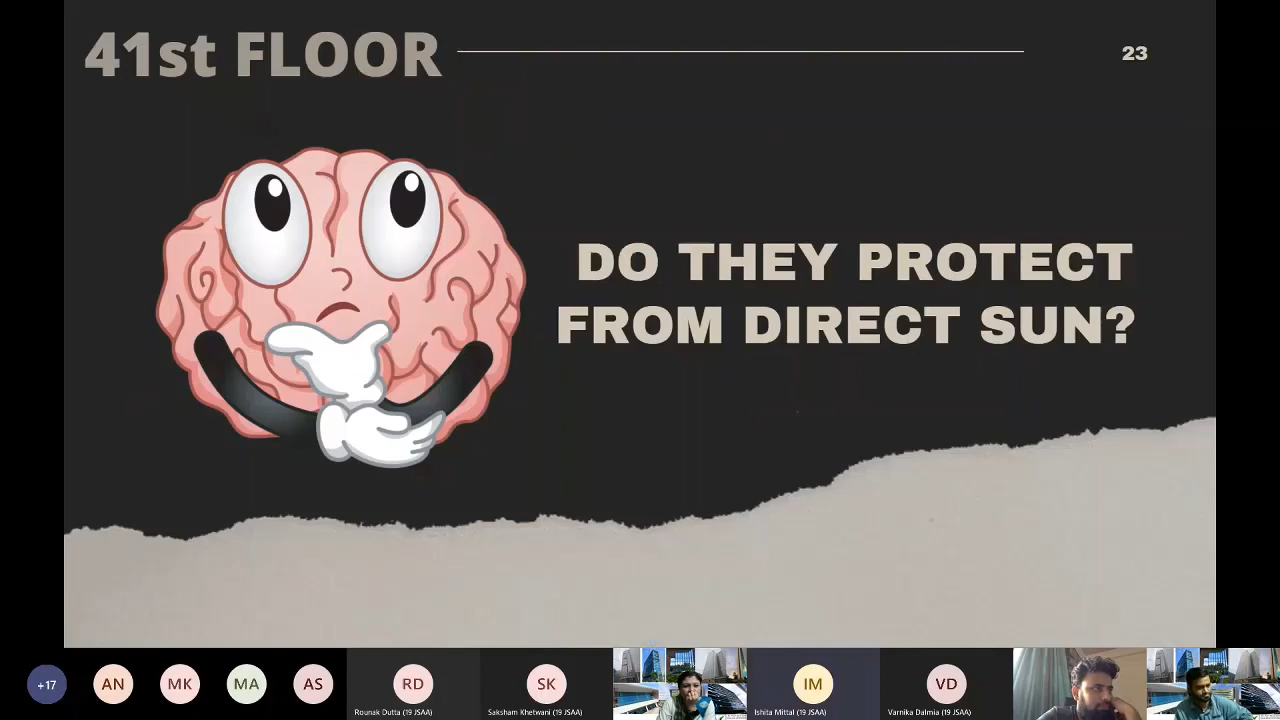 41st FLOOR
23
DO THEY PROTECT
FROM DIRECT SUN?
+17
AN
MK
MA
AS
RD
SK
IM
VD
Rounak Dutta (19 JSAA)
Saksham Khetwani (19 JSAA)
Ishita Mittal (19 JSAA)
Varnika Dalmia (19 JSAA)